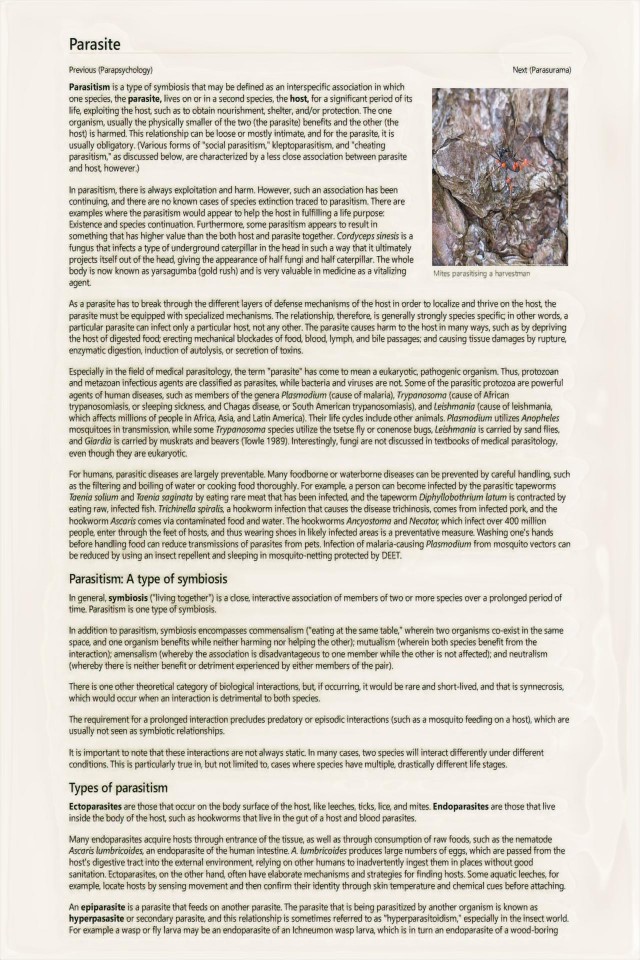 Parasite
Previous (Parapsychology)
Next (Parasurama)
Parasitism is a type of symbiosis that may be defined as an interspecific association in which
one species, the parasite, lives on or in a second species, the host, for a significant period of its
life, exploiting the host, such as to obtain nourishment, shelter, and/or protection. The one
organism, usually the physically smaller of the two (the parasite) benefits and the other (the
host) is harmed. This relationship can be loose or mostly intimate, and for the parasite, it is
usually obligatory. (Various forms of "social parasitism," kleptoparasitism, and "cheating
parasitism," as discussed below, are characterized by a less close association between parasite
and host, however.)
In parasitism, there is always exploitation and harm. However, such an association has been
continuing, and there are no known cases of species extinction traced to parasitism. There are
examples where the parasitism would appear to help the host in fulfilling a life purpose:
Existence and species continuation. Furthermore, some parasitism appears to result in
something that has higher value than the both host and parasite together. Cordyceps sinesis is a
fungus that infects a type of underground caterpillar in the head in such a way that it ultimately
projects itself out of the head, giving the appearance of half fungi and half caterpillar. The whole
body is now known as yarsagumba (gold rush) and is very valuable in medicine as a vitalizing
agent.
Mites parasitising a harvestman
As a parasite has to break through the different layers of defense mechanisms of the host in order to localize and thrive on the host, the
parasite must be equipped with specialized mechanisms. The relationship, therefore, is generally strongly species specific; in other words, a
particular parasite can infect only a particular host, not any other. The parasite causes harm to the host in many ways, such as by depriving
the host of digested food; erecting mechanical blockades of food, blood, lymph, and bile passages; and causing tissue damages by rupture,
enzymatic digestion, induction of autolysis, or secretion of toxins.
Especially in the field of medical parasitology, the term "parasite" has come to mean a eukaryotic, pathogenic organism. Thus, protozoan
and metazoan infectious agents are classified as parasites, while bacteria and viruses are not. Some of the parasitic protozoa are powerful
agents of human diseases, such as members of the genera Plasmodium (cause of malaria), Trypanosoma (cause of African
trypanosomiasis, or sleeping sickness, and Chagas disease, or South American trypanosomiasis), and Leishmania (cause of leishmania,
which affects millions of people in Africa, Asia, and Latin America). Their life cycles include other animals. Plasmodium utilizes Anopheles
mosquitoes in transmission, while some Trypanosoma species utilize the tsetse fly or conenose bugs, Leishmania is carried by sand flies,
and Giardia is carried by muskrats and beavers (Towle 1989). Interestingly, fungi are not discussed in textbooks of medical parasitology,
even though they are eukaryotic.
For humans, parasitic diseases are largely preventable. Many foodborne or waterborne diseases can be prevented by careful handling, such
as the filtering and boiling of water or cooking food thoroughly. For example, a person can become infected by the parasitic tapeworms
Taenia solium and Taenia saginata by eating rare meat that has been infected, and the tapeworm Diphyllobothrium latum is contracted by
eating raw, infected fish. Trichinella spiralis, a hookworm infection that causes the disease trichinosis, comes from infected pork, and the
hookworm Ascaris comes via contaminated food and water. The hookworms Ancyostoma and Necator, which infect over 400 million
people, enter through the feet of hosts, and thus wearing shoes in likely infected areas is a preventative measure. Washing one's hands
before handling food can reduce transmissions of parasites from pets. Infection of malaria-causing Plasmodium from mosquito vectors can
be reduced by using an insect repellent and sleeping in mosquito-netting protected by DEET.
Parasitism: A type of symbiosis
In general, symbiosis ("living together") is a close, interactive association of members of two or more species over a prolonged period of
time. Parasitism is one type of symbiosis.
In addition to parasitism, symbiosis encompasses commensalism ("eating at the same table," wherein two organisms co-exist in the same
space, and one organism benefits while neither harming nor helping the other); mutualism (wherein both species benefit from the
interaction); amensalism (whereby the association is disadvantageous to one member while the other is not affected); and neutralism
(whereby there is neither benefit or detriment experienced by either members of the pair).
There is one other theoretical category of biological interactions, but, if occurring, it would be rare and short-lived, and that is synnecrosis,
which would occur when an interaction is detrimental to both species.
The requirement for a prolonged interaction precludes predatory or episodic interactions (such as a mosquito feeding on a host), which are
usually not seen as symbiotic relationships.
It is important to note that these interactions are not always static. In many cases, two species will interact differently under different
conditions. This is particularly true in, but not limited to, cases where species have multiple, drastically different life stages.
Types of parasitism
Ectoparasites are those that occur on the body surface of the host, like leeches, ticks, lice, and mites. Endoparasites are those that live
inside the body of the host, such as hookworms that live in the gut of a host and blood parasites.
Many endoparasites acquire hosts through entrance of the tissue, as well as through consumption of raw foods, such as the nematode
Ascaris lumbricoides, an endoparasite of the human intestine. A. lumbricoides produces large numbers of eggs, which are passed from the
host's digestive tract into the external environment, relying on other humans to inadvertently ingest them in places without good
sanitation. Ectoparasites, on the other hand, often have elaborate mechanisms and strategies for finding hosts. Some aquatic leeches, for
example, locate hosts by sensing movement and then confirm their identity through skin temperature and chemical cues before attaching.
An epiparasite is a parasite that feeds on another parasite. The parasite that is being parasitized by another organism is known as
hyperpasasite or secondary parasite, and this relationship is sometimes referred to as "hyperparasitoidism," especially in the insect world.
For example a wasp or fly larva may be an endoparasite of an Ichneumon wasp larva, which is in turn an endoparasite of a wood-boring